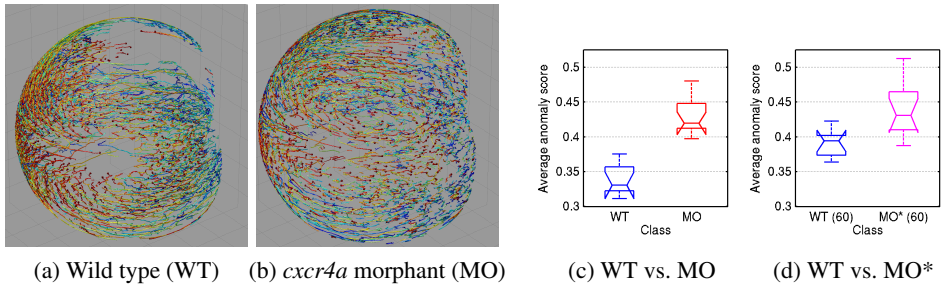 Average anomaly score
0.5
0.45
0.4
0.35
0.3
WT
MO
Class
Average anomaly score
0.5
0.45
0.4
0.35
0.3
WT (60)
MO* (60)
Class
(a) Wild type (WT)
(b) cxcr4a morphant (MO)
(c) WT vs. MO
(d) WT vs. MO*